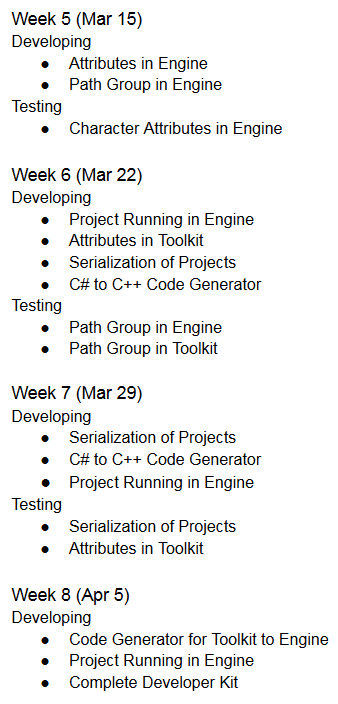 Week 5 (Mar 15)
Developing
● Attributes in Engine
● Path Group in Engine
Testing
● Character Attributes in Engine
Week 6 (Mar 22)
Developing
● Project Running in Engine
● Attributes in Toolkit
● Serialization of Projects
● C# to C++ Code Generator
Testing
● Path Group in Engine
● Path Group in Toolkit
Week 7 (Mar 29)
Developing
● Serialization of Projects
● C# to C++ Code Generator
● Project Running in Engine
Testing
● Serialization of Projects
● Attributes in Toolkit
Week 8 (Apr 5)
Developing
● Code Generator for Toolkit to Engine
● Project Running in Engine
● Complete Developer Kit